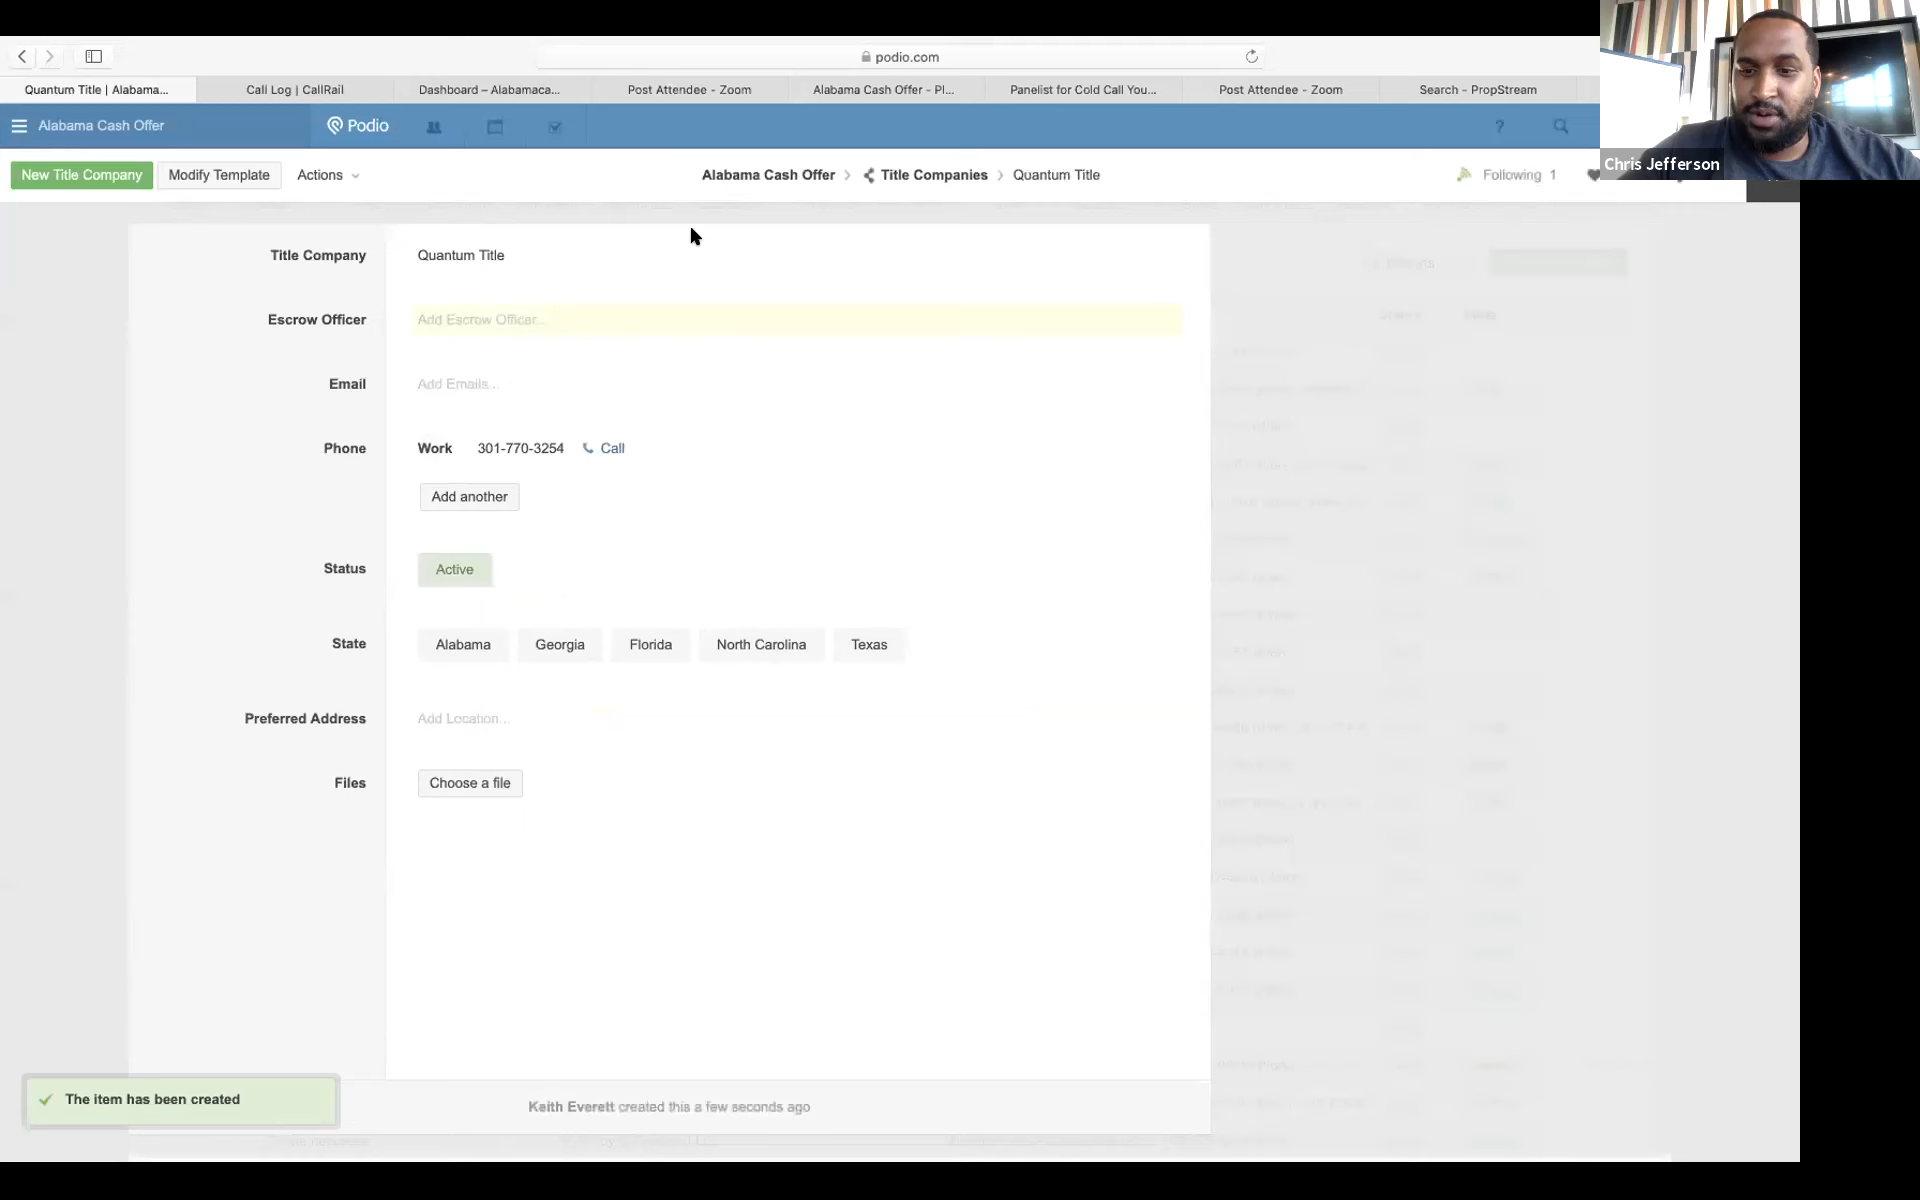 podio.com
Quantum Title | Alabama...
Call Log | CallRail
Dashboard – Alabamaca...
Post Attendee - Zoom
Alabama Cash Offer - Pl...
Panelist for Cold Call You...
Post Attendee - Zoom
Search - PropStream
Alabama Cash Offer
Podio
?
Chris Jefferson
New Title Company
Modify Template
Actions
Alabama Cash Offer > Title Companies > Quantum Title
Following 1
Title Company
Quantum Title
Escrow Officer
Add Escrow Officer...
Email
Add Emails...
Phone
Work 301-770-3254 Call
Add another
Status
Active
State
Alabama Georgia Florida North Carolina Texas
Preferred Address
Add Location...
Files
Choose a file
The item has been created
Keith Everett created this a few seconds ago